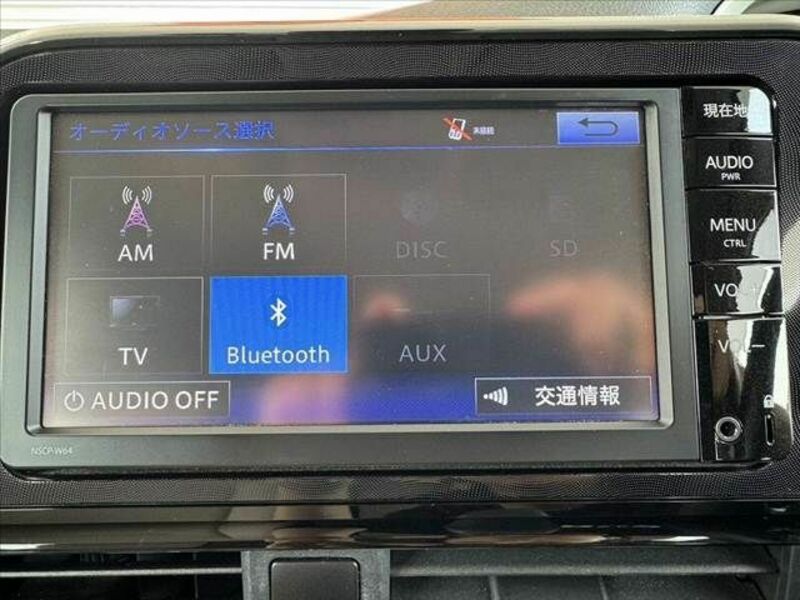 オーディオソース選択
未接続
現在地
AUDIO
PWR
MENU
CTRL
VOL+
VOL−
AM
FM
DISC
SD
TV
Bluetooth
AUX
AUDIO OFF
交通情報
NSCP-W64